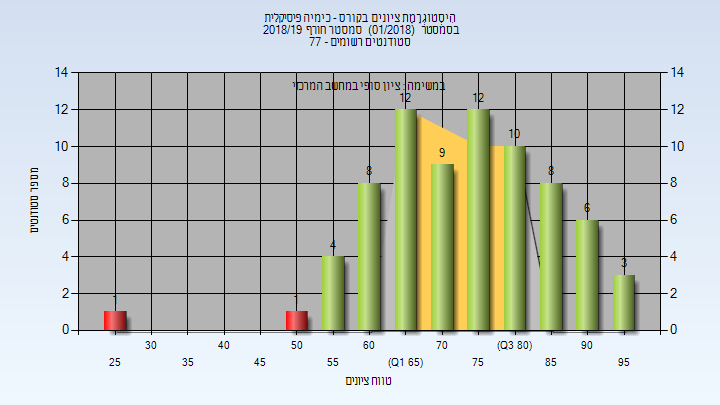 היסטוגרמת ציונים בקורס - כימיה פיסיקלית
בסמסטר (01/2018) סמסטר חורף 2018/19
סטודנטים רשומים - 77
במשימה : ציון סופי במחשב המרכזי
מספר סטודנטים
14 14
12 12
10 10
8 8
6 6
4 4
2 2
0 0
1 1 4 8 12 9 12 10 8 6 3
30 40 50 60 70 (Q3 80) 90
25 35 45 55 (Q1 65) 75 85 95
טווח ציונים